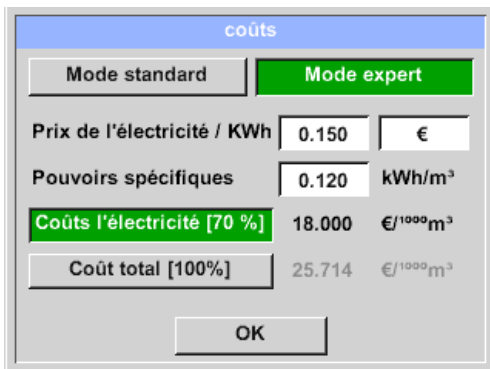 coûts
Mode standard Mode expert
Prix de l'électricité / KWh 0.150 €
Pouvoirs spécifiques 0.120 kWh/m³
Coûts l'électricité [70 %] 18.000 €/¹⁰⁰⁰m³
Coût total [100%] 25.714 €/¹⁰⁰⁰m³
OK